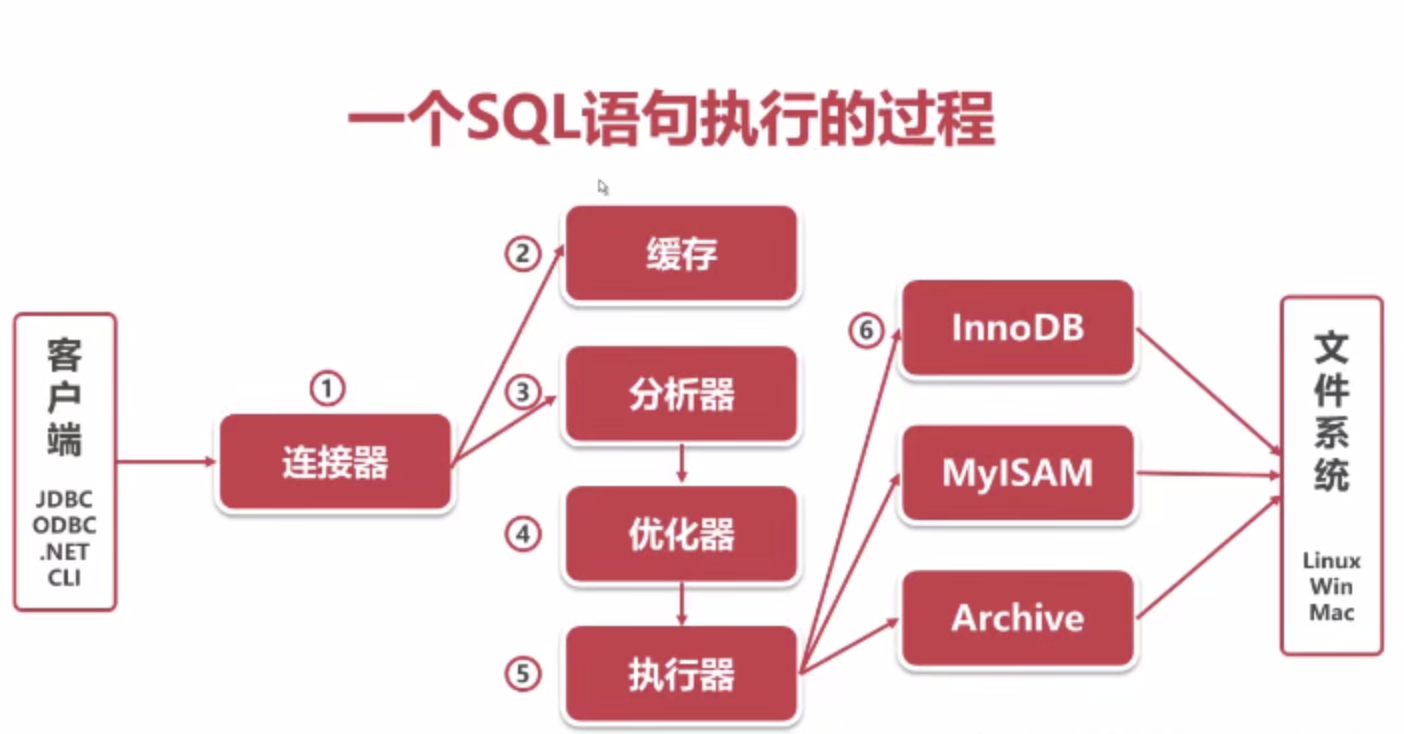 一个SQL语句执行的过程
客户端
JDBC
ODBC
.NET
CLI
①
连接器
②
缓存
③
分析器
④
优化器
⑤
执行器
⑥
InnoDB
MyISAM
Archive
文件系统
Linux
Win
Mac